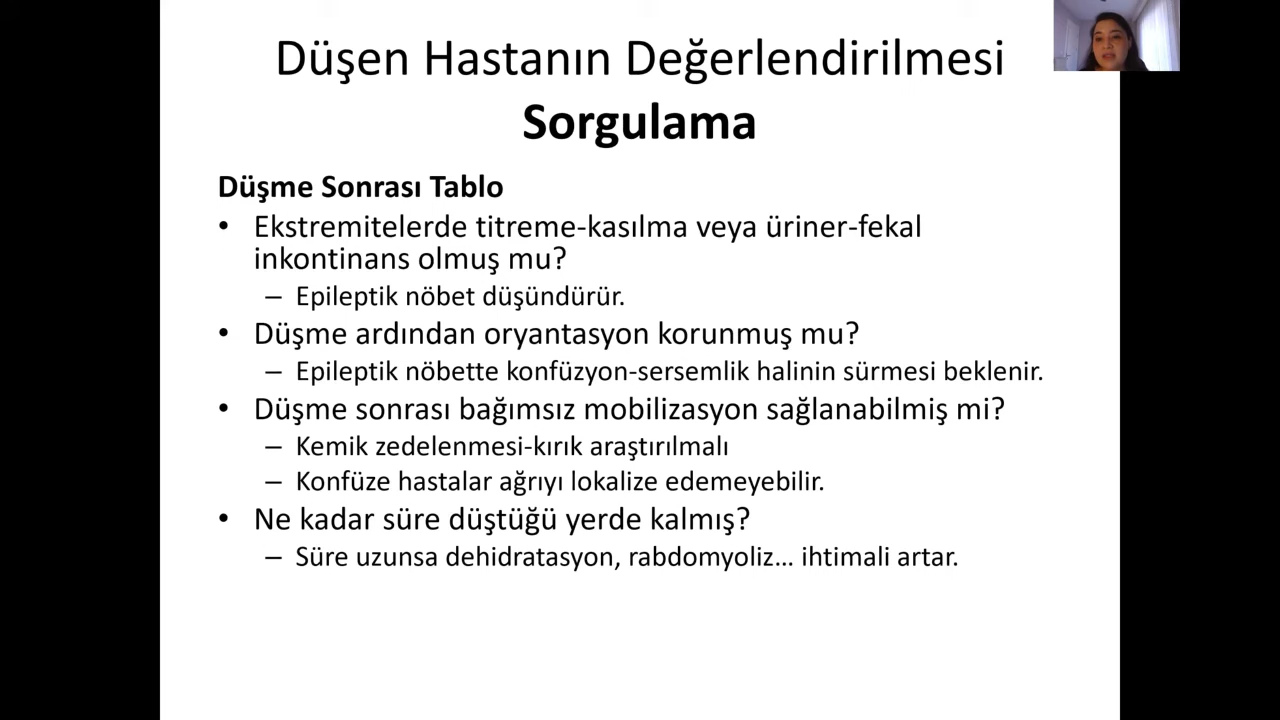 Düşen Hastanın Değerlendirilmesi
Sorgulama
Düşme Sonrası Tablo
• Ekstremitelerde titreme-kasılma veya üriner-fekal
inkontinans olmuş mu?
– Epileptik nöbet düşündürür.
• Düşme ardından oryantasyon korunmuş mu?
– Epileptik nöbette konfüzyon-sersemlik halinin sürmesi beklenir.
• Düşme sonrası bağımsız mobilizasyon sağlanabilmiş mi?
– Kemik zedelenmesi-kırık araştırılmalı
– Konfüze hastalar ağrıyı lokalize edemeyebilir.
• Ne kadar süre düştüğü yerde kalmış?
– Süre uzunsa dehidratasyon, rabdomyoliz… ihtimali artar.